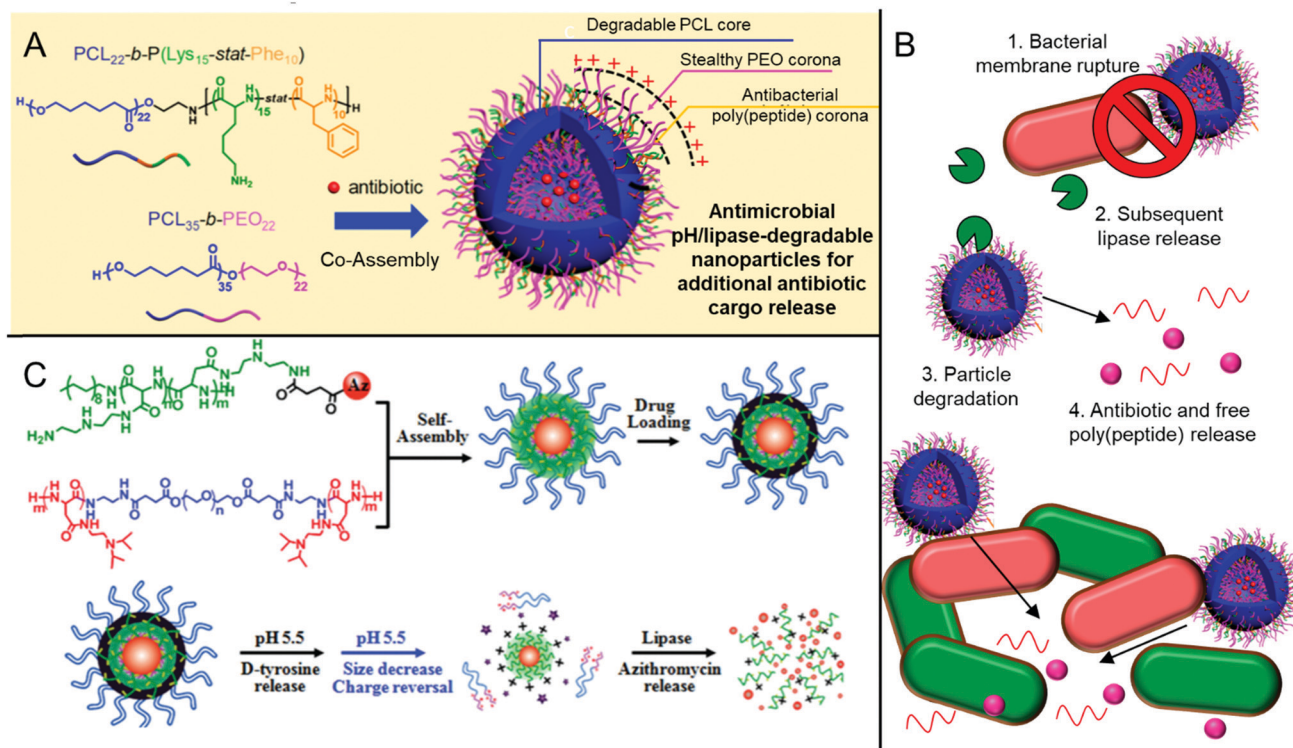 A
PCL22-b-P(Lys15-stat-Phe10)
H
O
O
22
O
N
H
O
H
N
15
stat
O
H
N
10
H
NH2
PCL35-b-PEO22
H
O
O
35
O
O
22
antibiotic
Co-Assembly
Degradable PCL core
c
Stealthy PEO corona
Antibacterial
poly(peptide) corona
Antimicrobial
pH/lipase-degradable
nanoparticles for
additional antibiotic
cargo release
B
1. Bacterial
membrane rupture
2. Subsequent
lipase release
3. Particle
degradation
4. Antibiotic and free
poly(peptide) release
C
Az
Self-
Assembly
Drug
Loading
pH 5.5
D-tyrosine
release
pH 5.5
Size decrease
Charge reversal
Lipase
Azithromycin
release